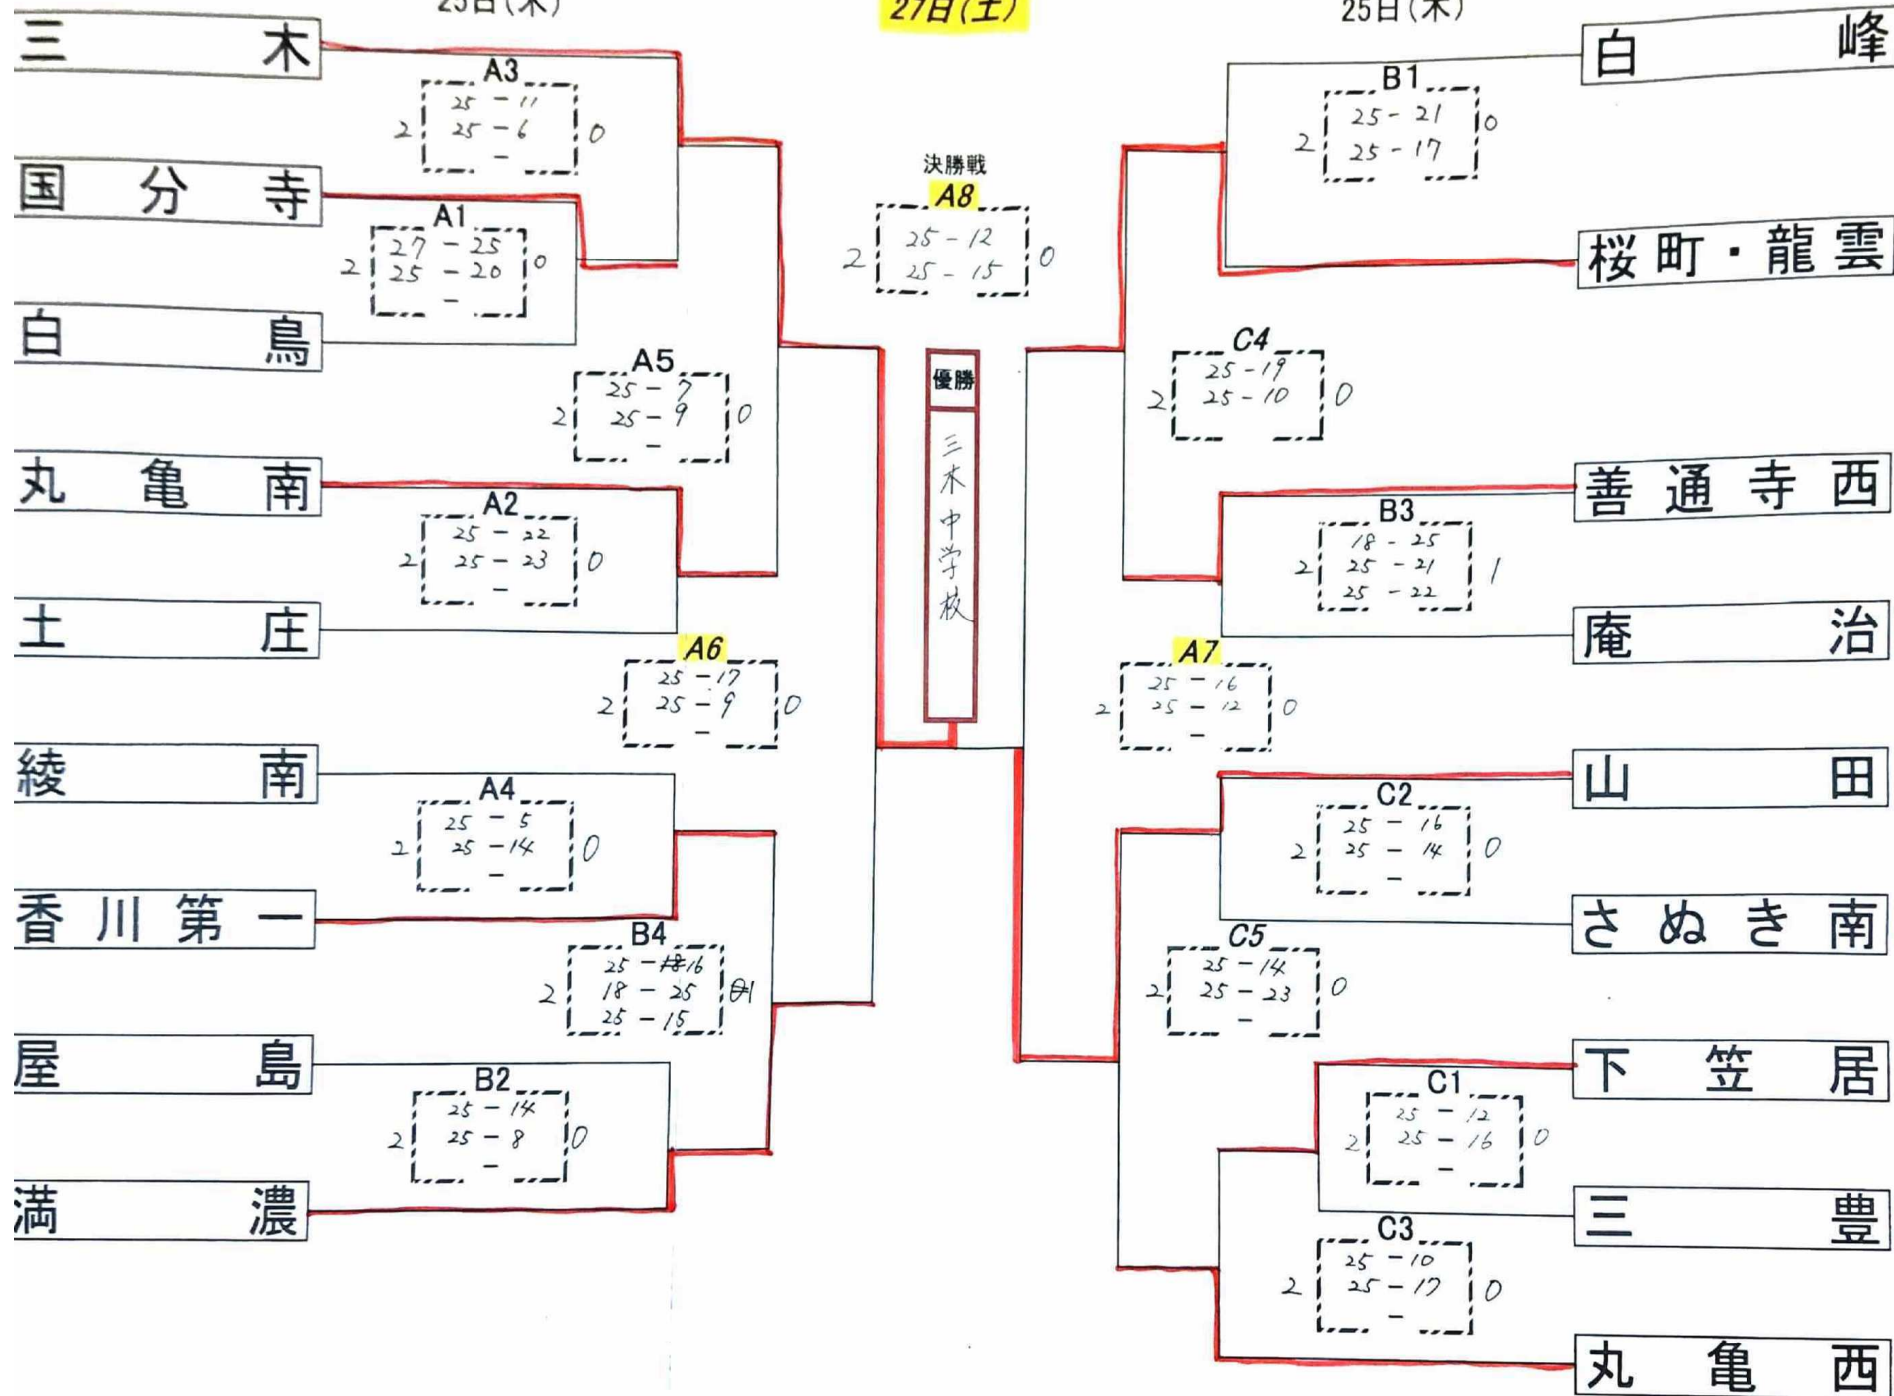 25日(木)
27日(土)
25日(木)
三木
A3
25 - 11
2 25 - 6 0
-
国分寺
A1
27 - 25
2 25 - 20 0
-
白鳥
A5
25 - 7
2 25 - 9 0
-
丸亀南
A2
25 - 22
2 25 - 23 0
-
土庄
A6
25 - 17
2 25 - 9 0
-
綾南
A4
25 - 5
2 25 - 14 0
-
香川第一
B4
25 - 16
2 18 - 25 1
25 - 15
屋島
B2
25 - 14
2 25 - 8 0
-
満濃
決勝戦
A8
25 - 12
2 25 - 15 0
優勝
三木中学校
白峰
B1
25 - 21
2 25 - 17 0
桜町・龍雲
C4
25 - 19
2 25 - 10 0
善通寺西
B3
18 - 25
2 25 - 21 1
25 - 22
庵治
A7
25 - 16
2 25 - 12 0
-
山田
C2
25 - 16
2 25 - 14 0
-
さぬき南
C5
25 - 14
2 25 - 23 0
-
下笠居
C1
25 - 12
2 25 - 16 0
-
三豊
C3
25 - 10
2 25 - 17 0
-
丸亀西